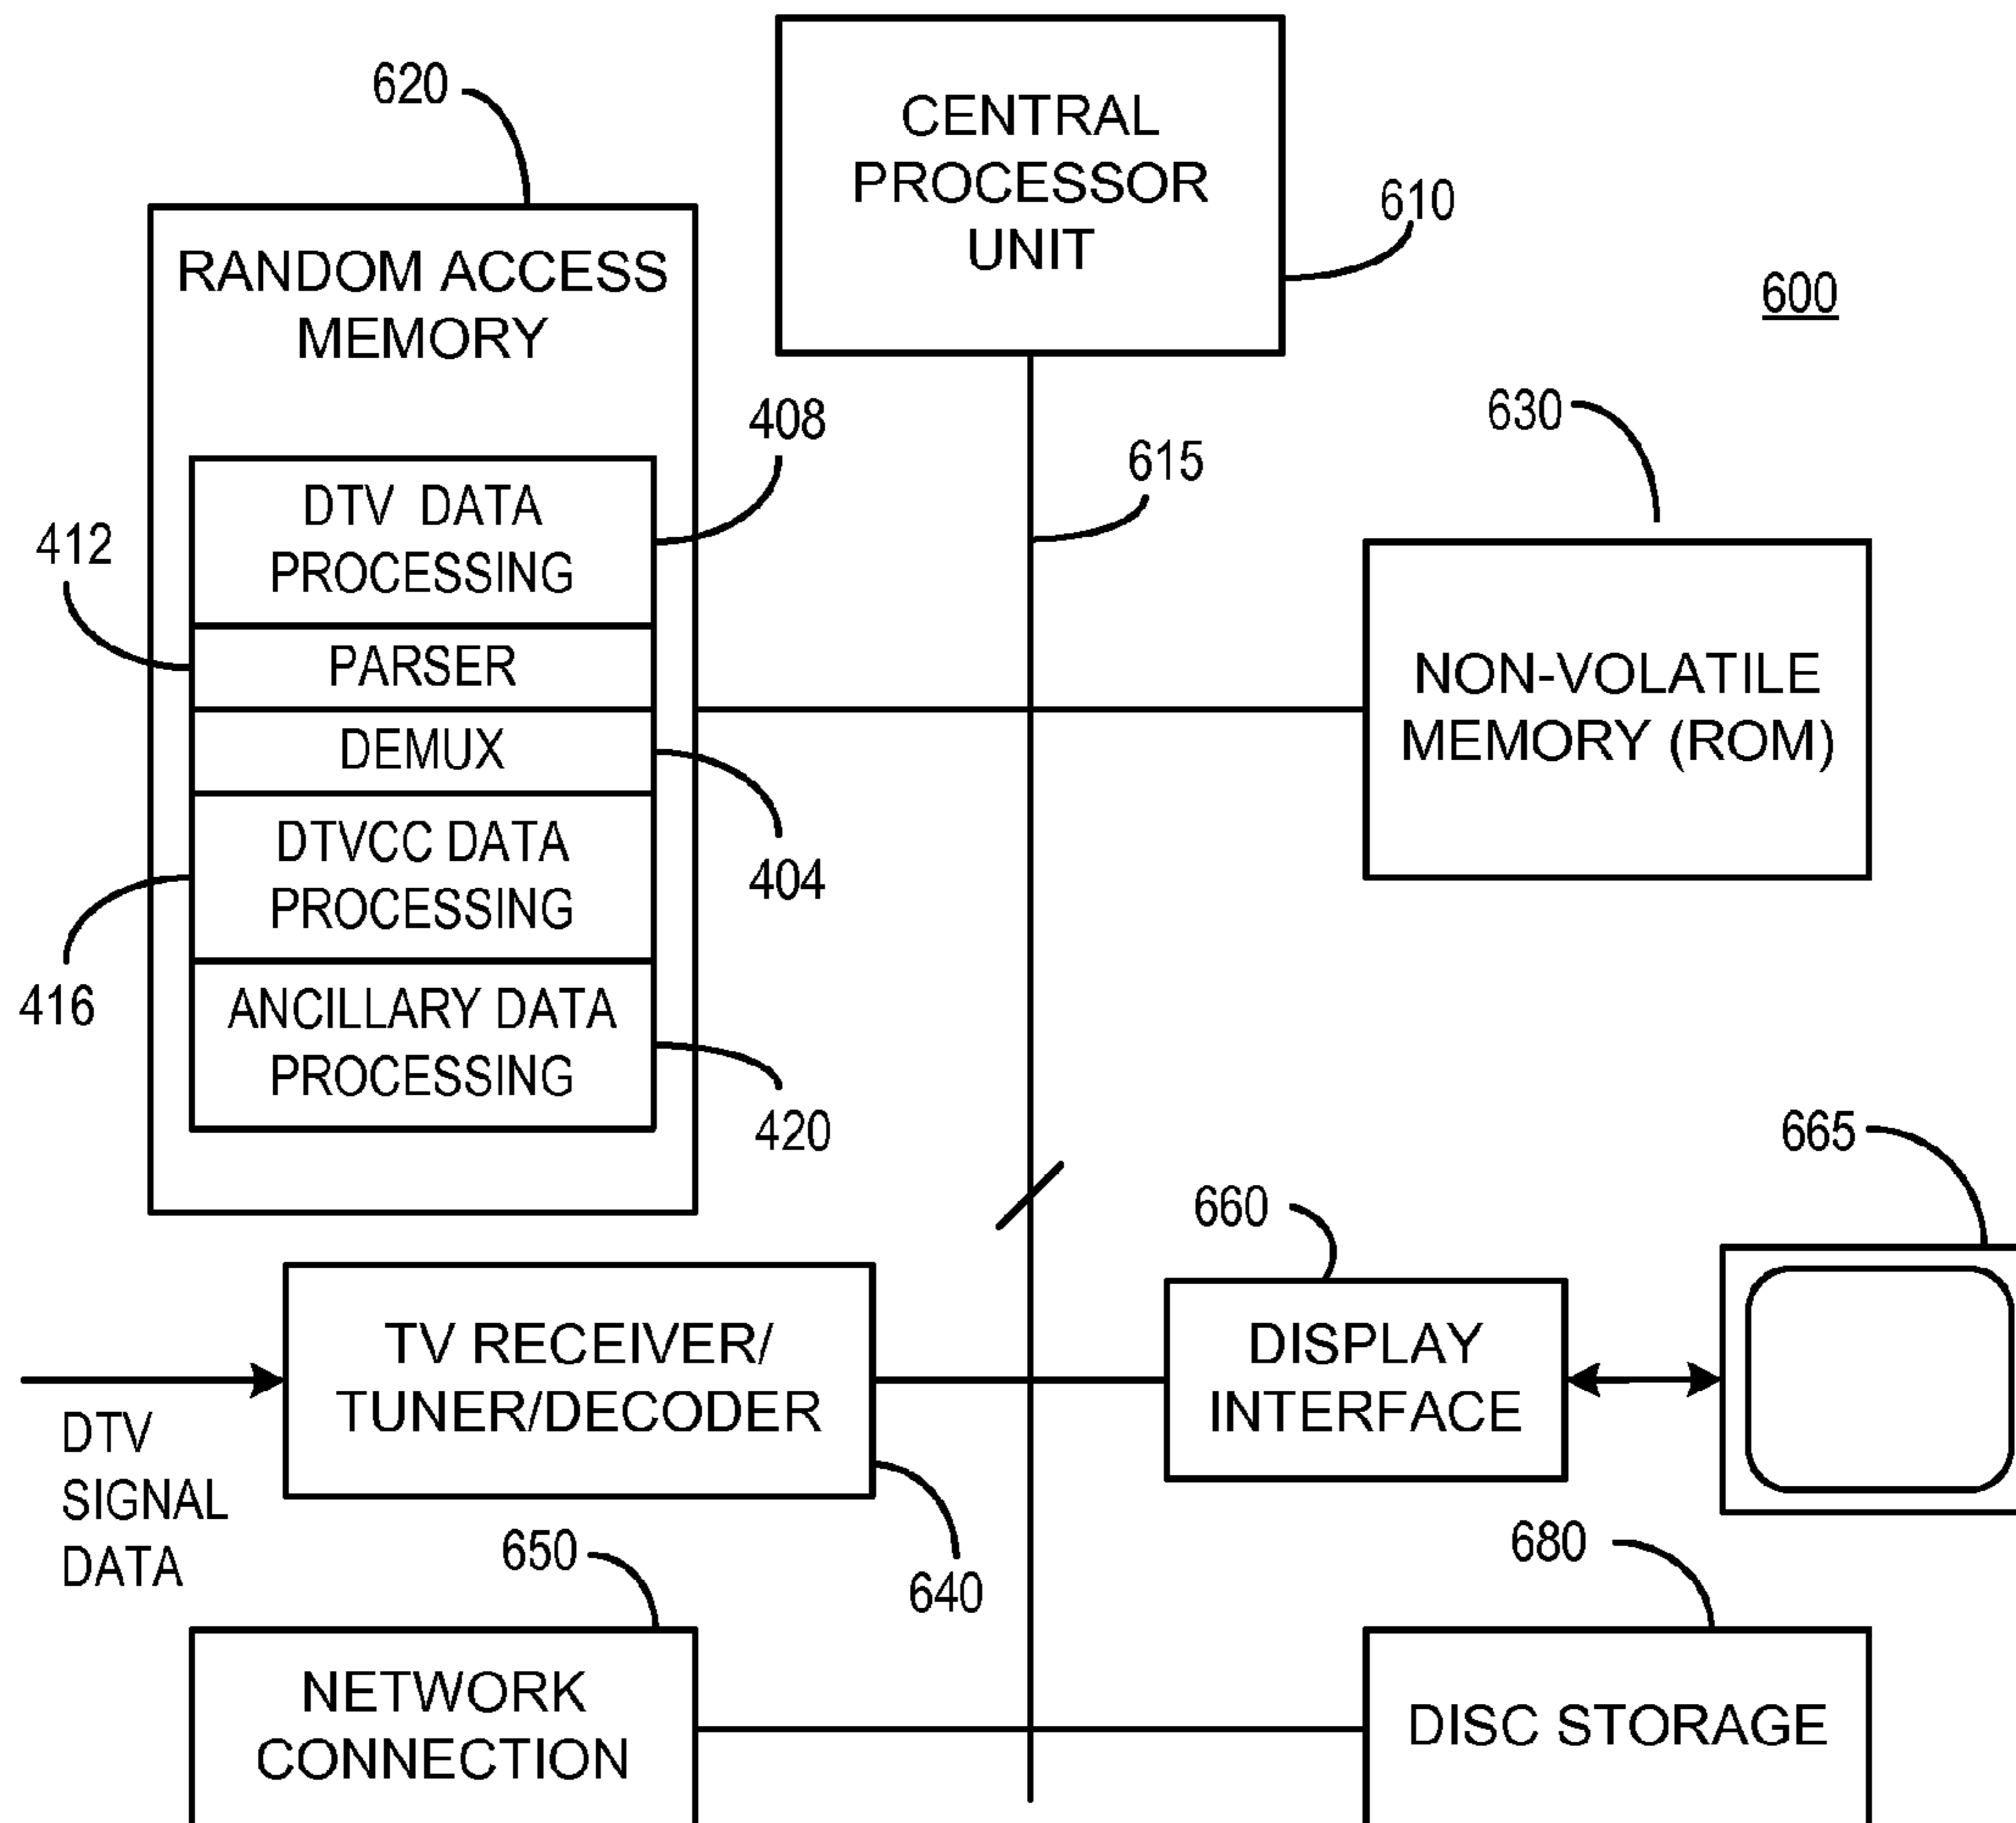 620
CENTRAL
PROCESSOR
UNIT
610
600
RANDOM ACCESS
MEMORY
408
630
615
DTV DATA
PROCESSING
412
PARSER
DEMUX
NON-VOLATILE
MEMORY (ROM)
DTVCC DATA
PROCESSING
404
416
ANCILLARY DATA
PROCESSING
420
665
660
TV RECEIVER/
TUNER/DECODER
DISPLAY
INTERFACE
DTV
SIGNAL
DATA
650
640
680
NETWORK
CONNECTION
DISC STORAGE